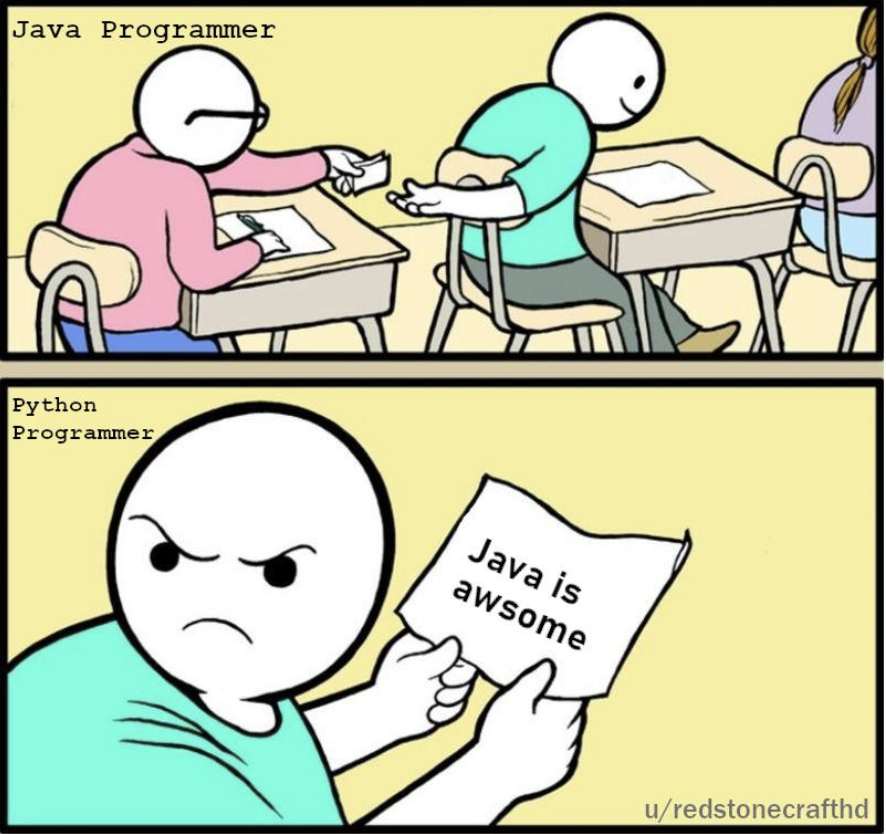 Java Programmer
Python
Programmer
Java is
awsome
u/redstonecrafthd